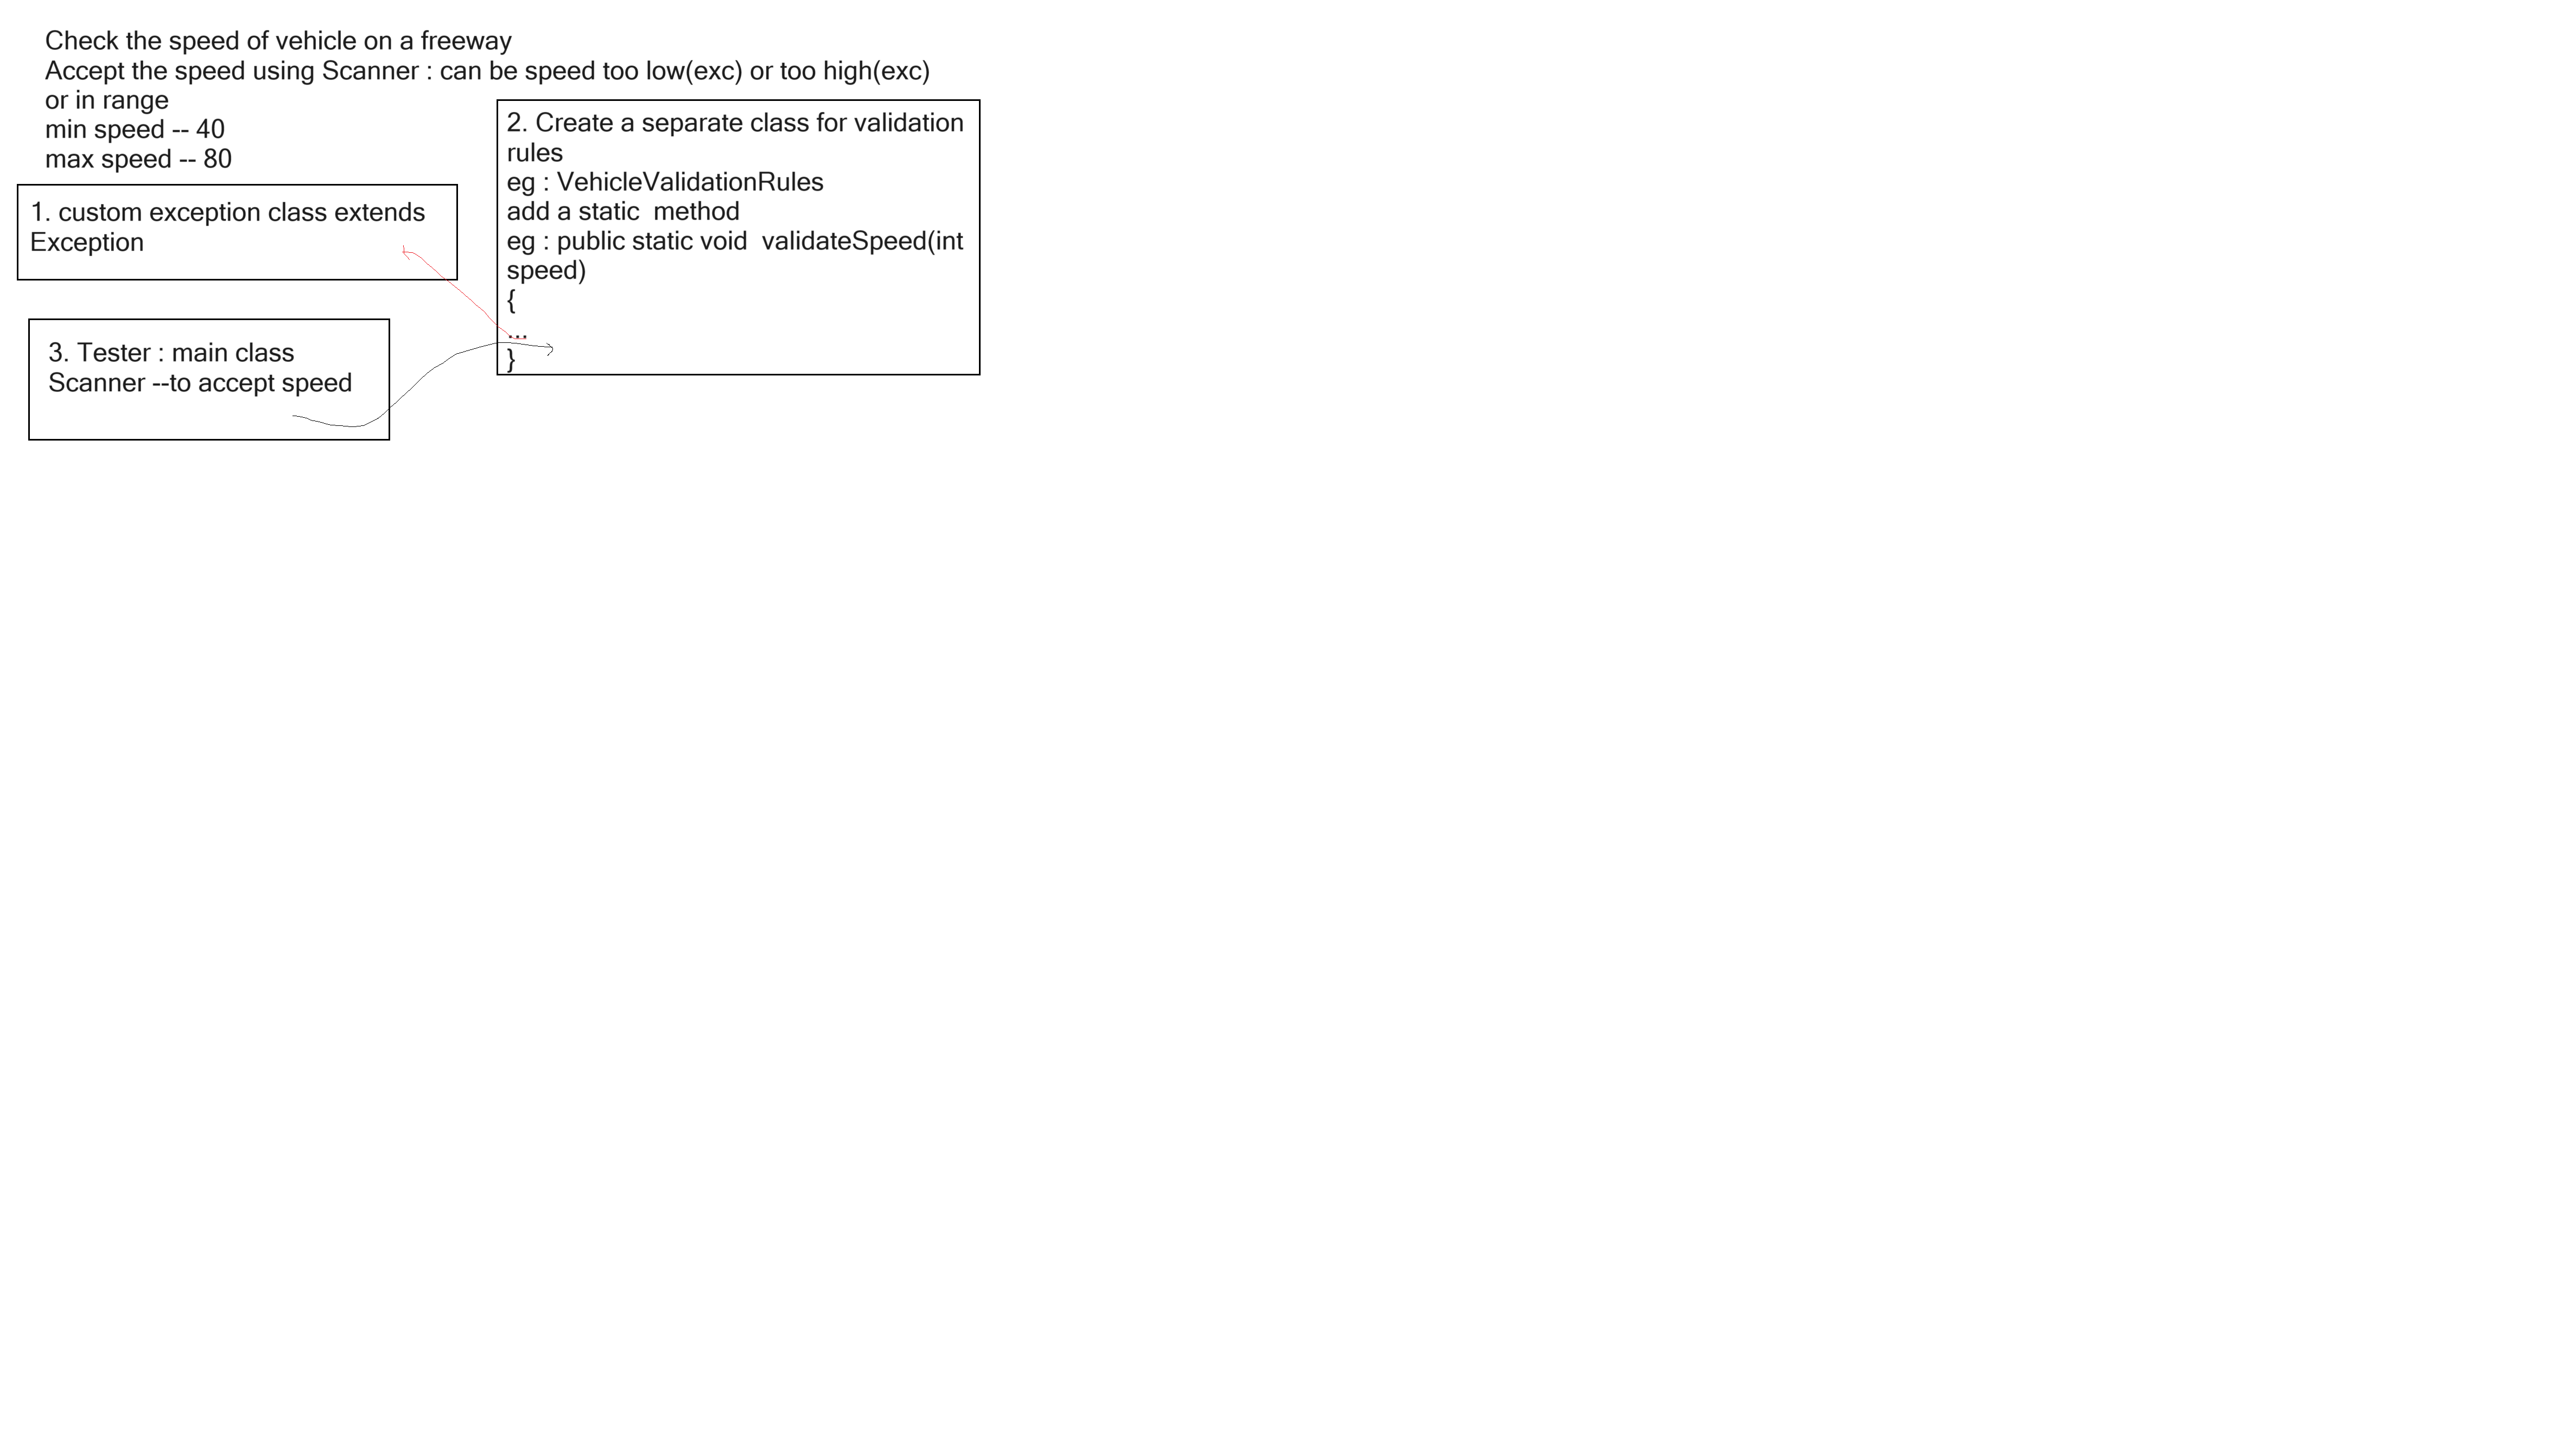 Check the speed of vehicle on a freeway
Accept the speed using Scanner : can be speed too low(exc) or too high(exc)
or in range
min speed -- 40
max speed -- 80
1. custom exception class extends
Exception
2. Create a separate class for validation
rules
eg : VehicleValidationRules
add a static  method
eg : public static void  validateSpeed(int
speed)
{
...
}
3. Tester : main class
Scanner --to accept speed